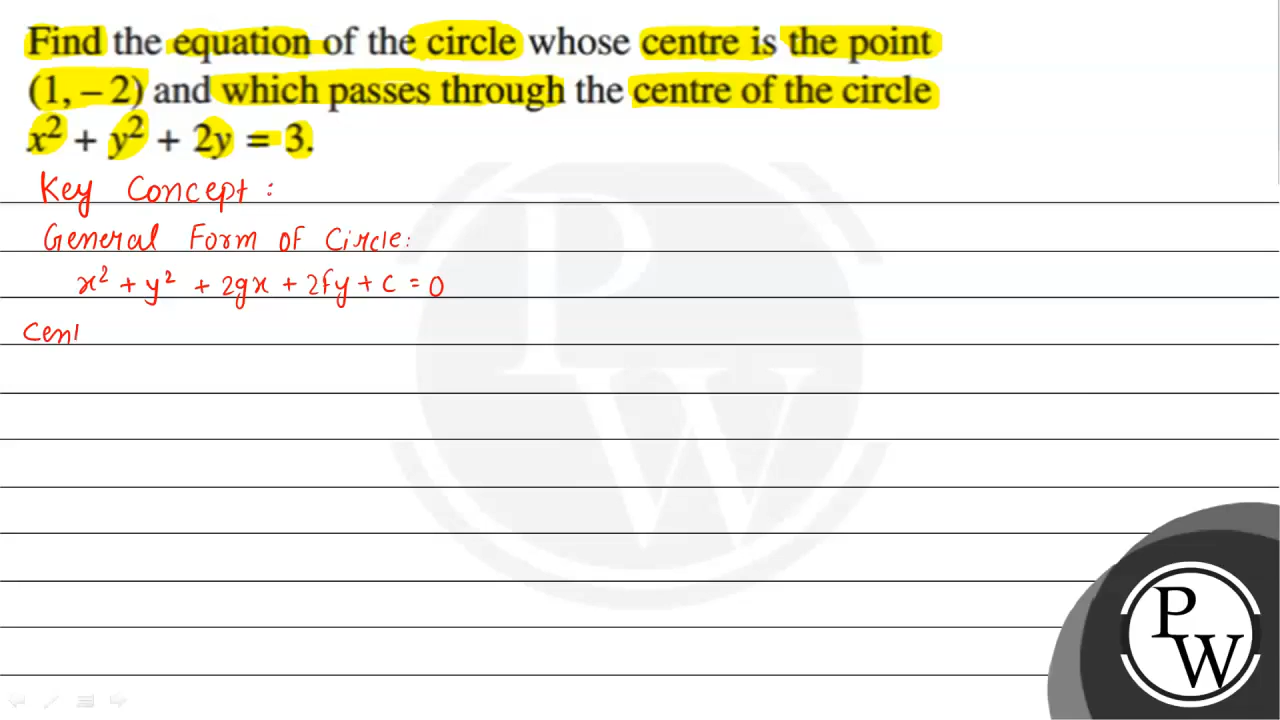 Find the equation of the circle whose centre is the point
(1, – 2) and which passes through the centre of the circle
x² + y² + 2y = 3.
Key Concept :
General Form of Circle:
x² + y² + 2gx + 2fy + c = 0
Cent
P
W
P
W